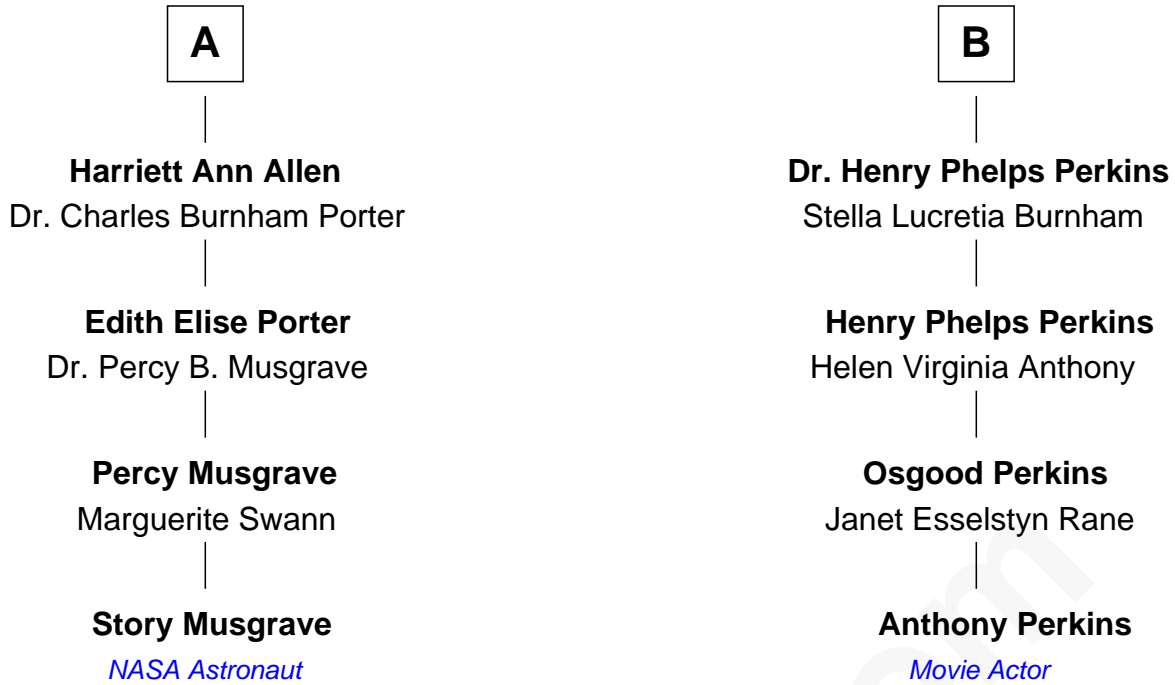 A
B
Harriett Ann Allen
Dr. Charles Burnham Porter
Dr. Henry Phelps Perkins
Stella Lucretia Burnham
Edith Elise Porter
Dr. Percy B. Musgrave
Henry Phelps Perkins
Helen Virginia Anthony
Percy Musgrave
Marguerite Swann
Osgood Perkins
Janet Esselstyn Rane
Story Musgrave
NASA Astronaut
Anthony Perkins
Movie Actor